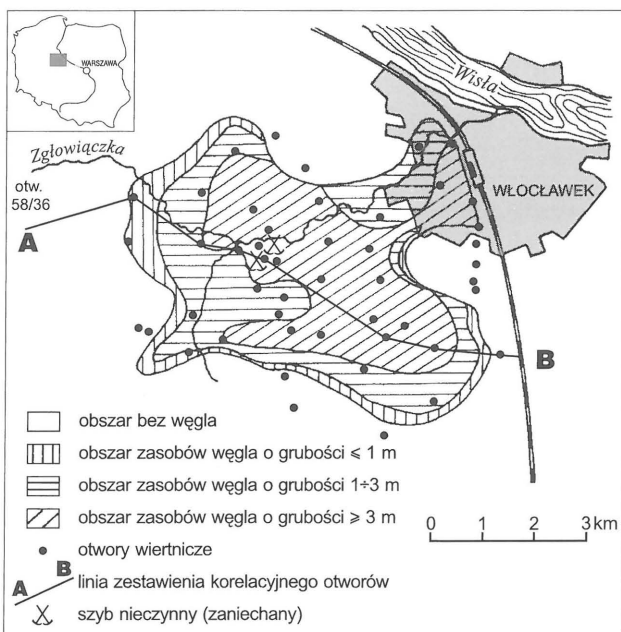 WARSZAWA
Wisła
Zgłowiączka
otw.
58/36
WŁOCŁAWEK
A
B
obszar bez węgla
obszar zasobów węgla o grubości ≤ 1 m
obszar zasobów węgla o grubości 1÷3 m
obszar zasobów węgla o grubości ≥ 3 m
otwory wiertnicze
A B linia zestawienia korelacyjnego otworów
szyb nieczynny (zaniechany)
0 1 2 3 km